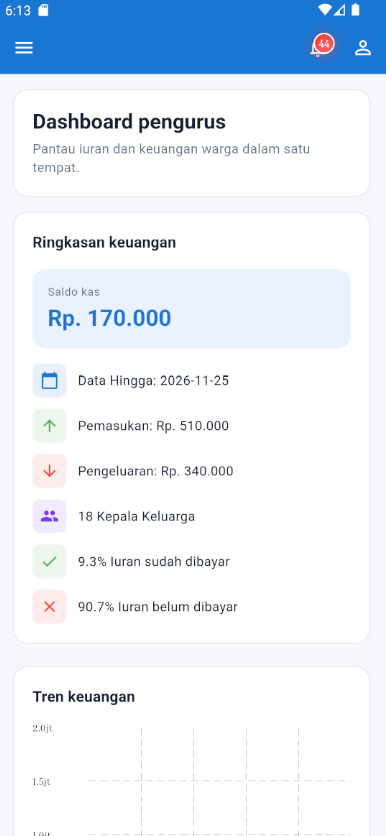 6:13
44
Dashboard pengurus
Pantau iuran dan keuangan warga dalam satu
tempat.
Ringkasan keuangan
Saldo kas
Rp. 170.000
Data Hingga: 2026-11-25
Pemasukan: Rp. 510.000
Pengeluaran: Rp. 340.000
18 Kepala Keluarga
9.3% Iuran sudah dibayar
90.7% Iuran belum dibayar
Tren keuangan
2.0jt
1.5jt
1.0jt